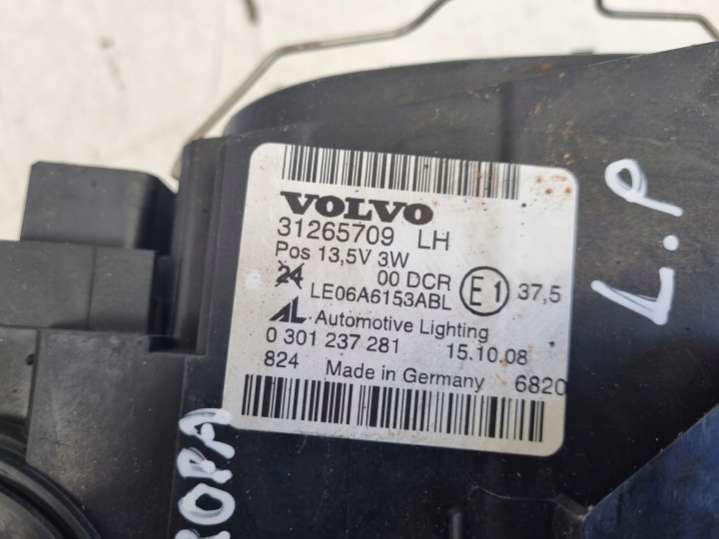 VOLVO
31265709 LH
Pos 13,5V 3W
24 00 DCR
LE06A6153ABL E1 37,5
AL Automotive Lighting
0 301 237 281 15.10.08
824 Made in Germany 6820
L.P
ROPA